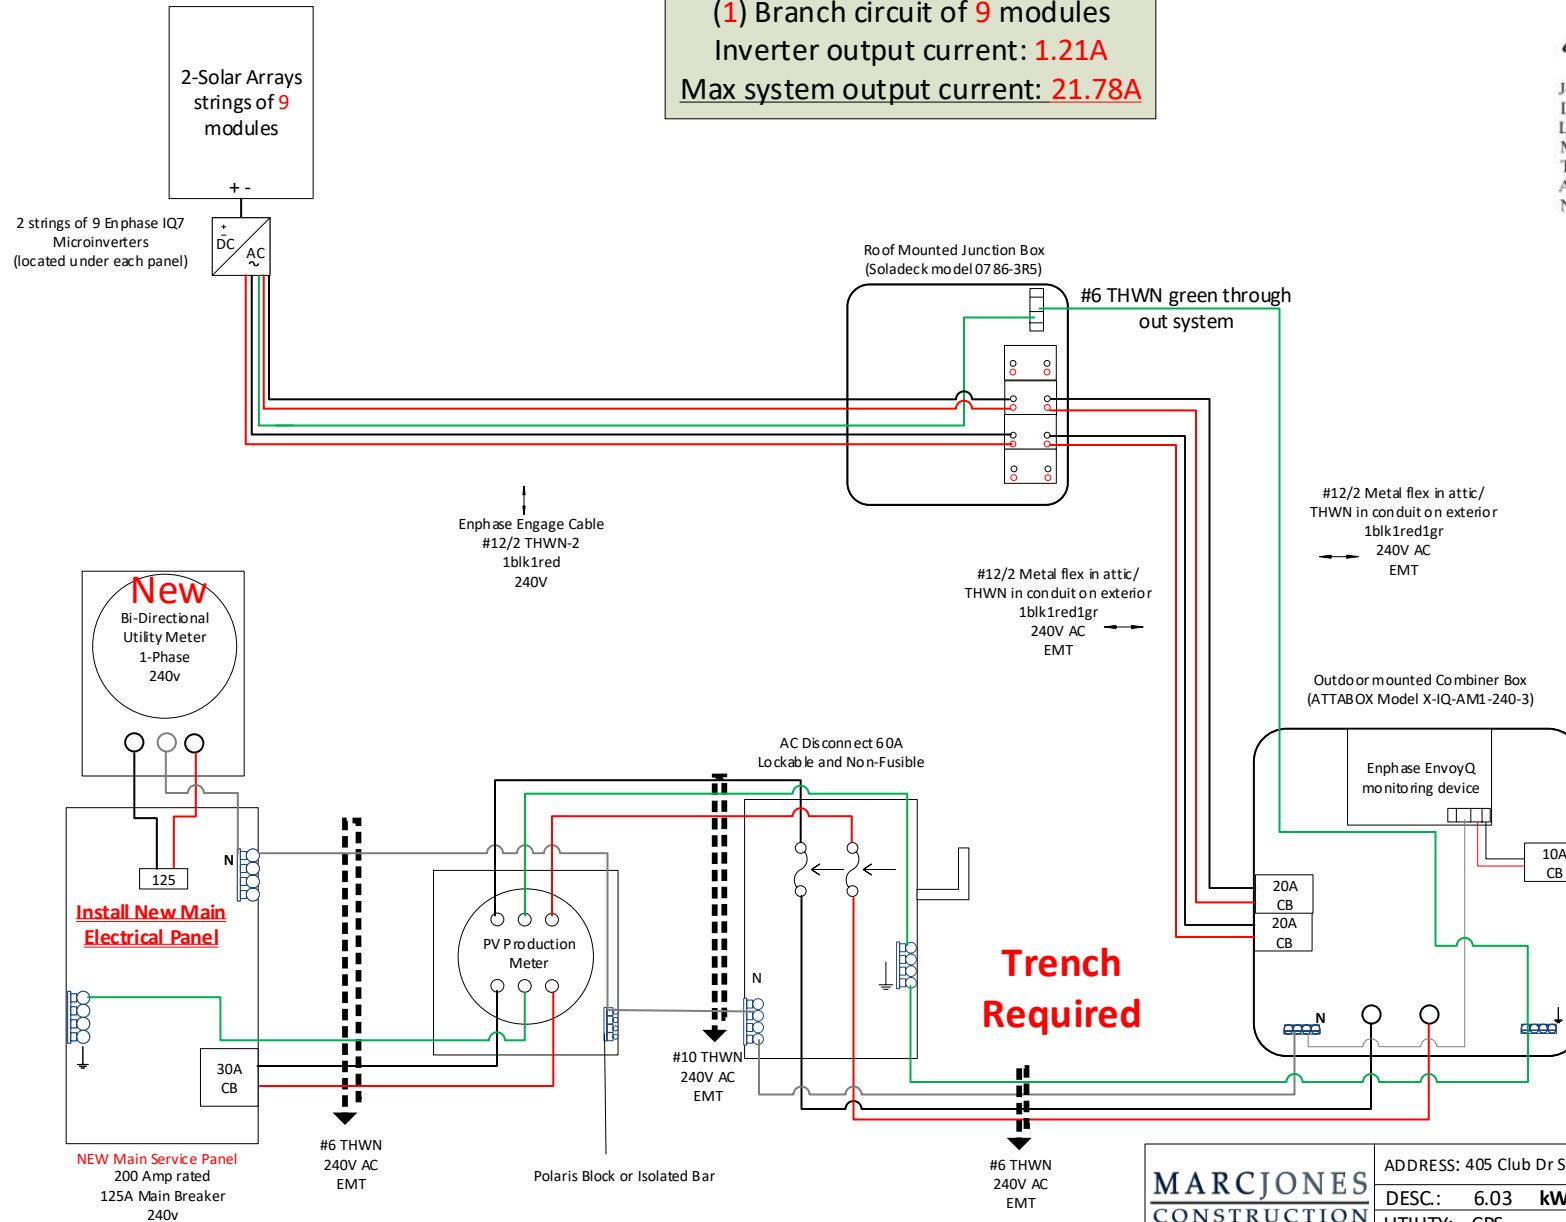 (1) Branch circuit of 9 modules
Inverter output current: 1.21A
Max system output current: 21.78A
2-Solar Arrays
strings of 9
modules
+ -
2 strings of 9 Enphase IQ7
Microinverters
(located under each panel)
+
-
DC
AC
~
Roof Mounted Junction Box
(Soladeck model 0786-3R5)
#6 THWN green through
out system
Enphase Engage Cable
#12/2 THWN-2
1blk1red
240V
#12/2 Metal flex in attic/
THWN in conduit on exterior
1blk1red1gr
240V AC
EMT
#12/2 Metal flex in attic/
THWN in conduit on exterior
1blk1red1gr
240V AC
EMT
New
Bi-Directional
Utility Meter
1-Phase
240v
Outdoor mounted Combiner Box
(ATTABOX Model X-IQ-AM1-240-3)
Enphase EnvoyQ
monitoring device
10A
CB
20A
CB
20A
CB
N
AC Disconnect 60A
Lockable and Non-Fusible
N
125
Install New Main
Electrical Panel
PV Production
Meter
N
Trench
Required
30A
CB
#10 THWN
240V AC
EMT
#6 THWN
240V AC
EMT
#6 THWN
240V AC
EMT
Polaris Block or Isolated Bar
NEW Main Service Panel
200 Amp rated
125A Main Breaker
240v
MARCJONES
CONSTRUCTION
ADDRESS: 405 Club Dr S
DESC.: 6.03 kW
UTILITY: CPS